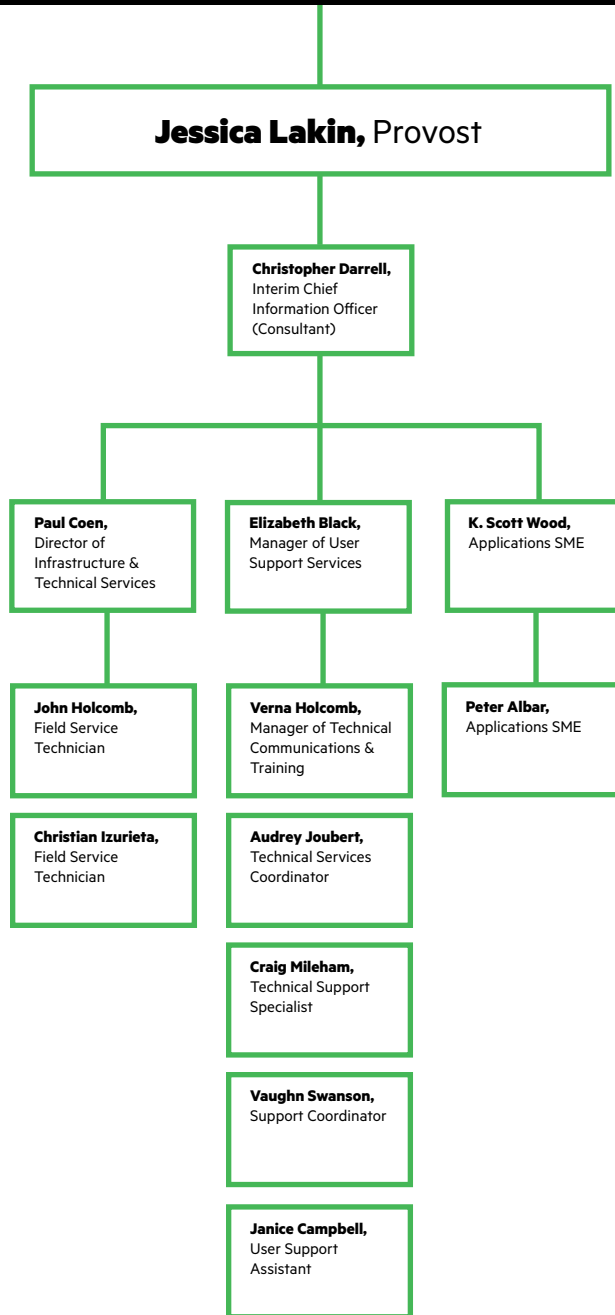 Jessica Lakin, Provost
Christopher Darrell,
Interim Chief
Information Officer
(Consultant)
Paul Coen,
Director of
Infrastructure &
Technical Services
Elizabeth Black,
Manager of User
Support Services
K. Scott Wood,
Applications SME
John Holcomb,
Field Service
Technician
Verna Holcomb,
Manager of Technical
Communications &
Training
Peter Albar,
Applications SME
Christian Izurieta,
Field Service
Technician
Audrey Joubert,
Technical Services
Coordinator
Craig Mileham,
Technical Support
Specialist
Vaughn Swanson,
Support Coordinator
Janice Campbell,
User Support
Assistant